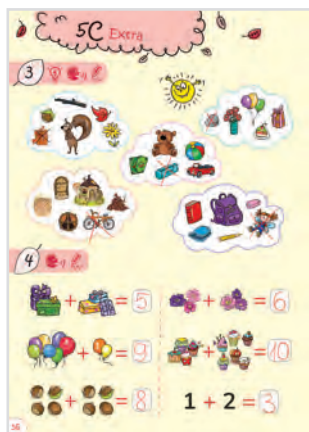 5C Extra
3
4
+ = 5
+ = 6
+ = 9
+ = 10
+ = 8
1 + 2 = 3
56